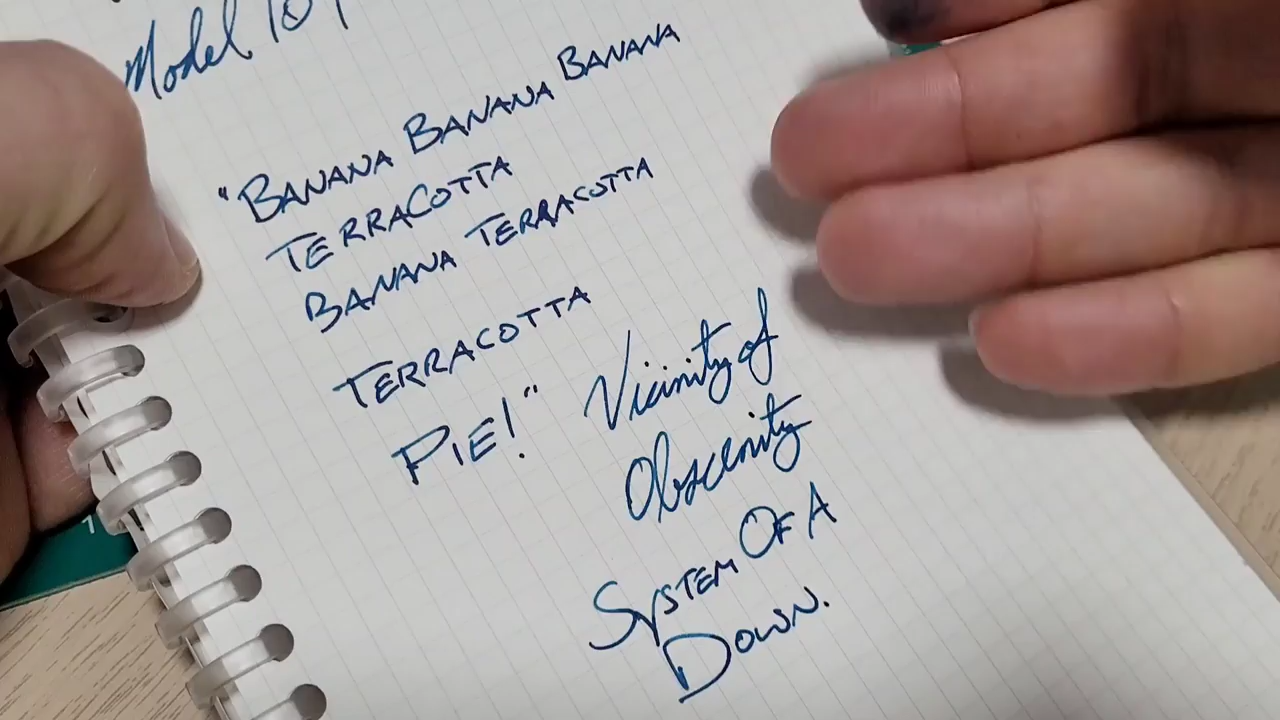 Model
"BANANA BANANA BANANA
TERRACOTTA
BANANA TERRACOTTA
TERRACOTTA
PIE!" Vicinity of
Obscenity
SYSTEM OF A
DOWN.
1